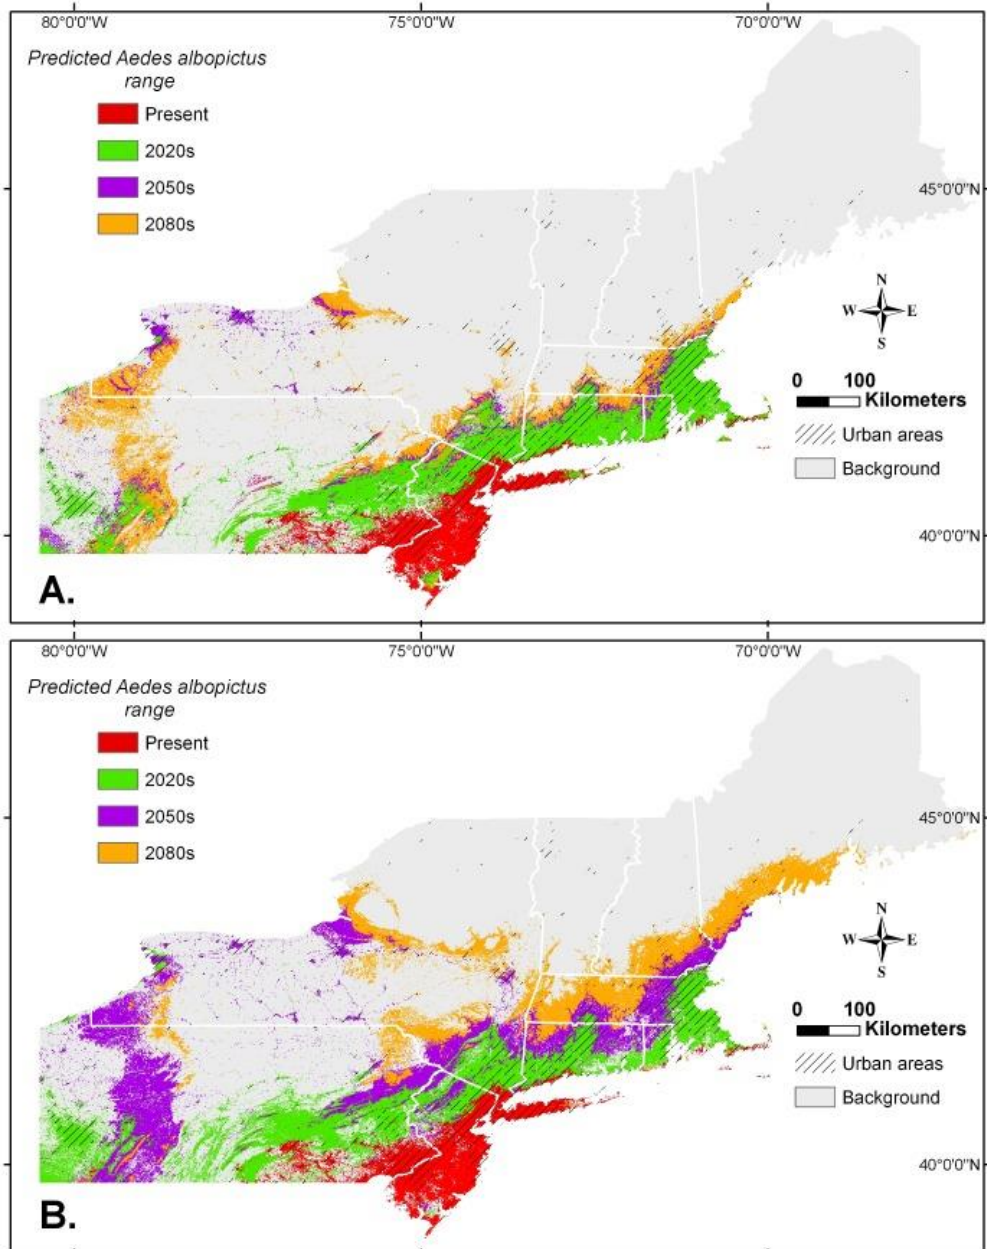 80°0'0"W 75°0'0"W 70°0'0"W
Predicted Aedes albopictus
range
Present
2020s
2050s
2080s
45°0'0"N
N
W E
S
0 100
Kilometers
Urban areas
Background
40°0'0"N
A.
80°0'0"W 75°0'0"W 70°0'0"W
Predicted Aedes albopictus
range
Present
2020s
2050s
2080s
45°0'0"N
N
W E
S
0 100
Kilometers
Urban areas
Background
40°0'0"N
B.